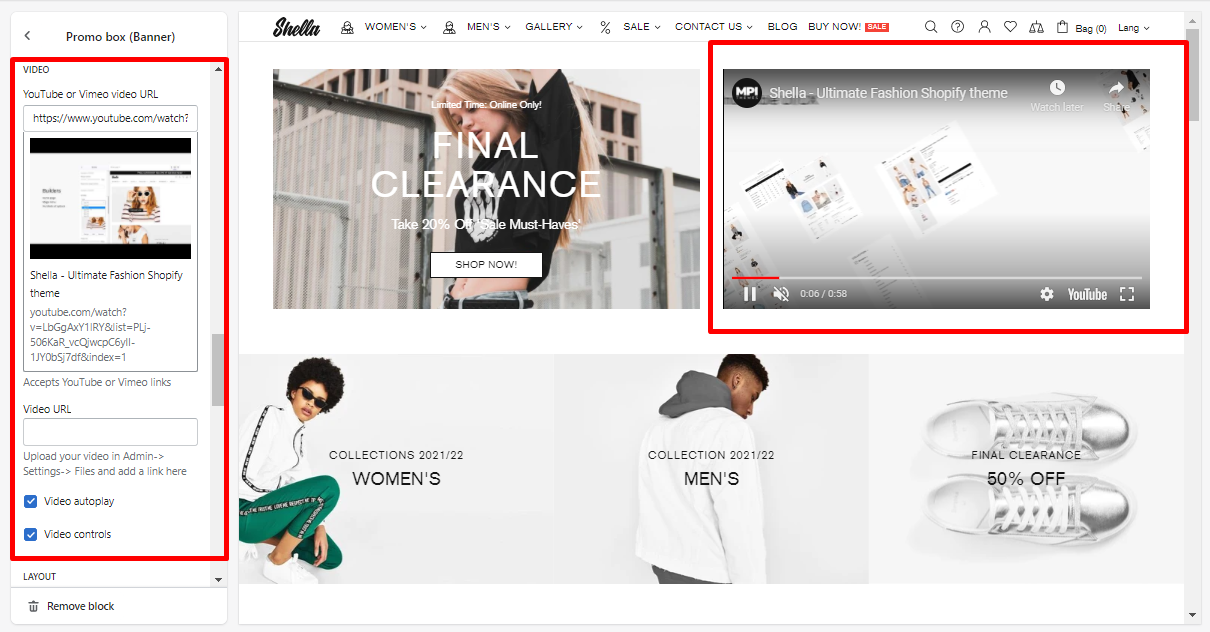 Promo box (Banner)
VIDEO
YouTube or Vimeo video URL
https://www.youtube.com/watch?
Shella - Ultimate Fashion Shopify
theme
youtube.com/watch?
v=LbGgAxY1IRY&list=PLj-
506KaR_vcQjwcpC6yII-
1JY0bSj7df&index=1
Accepts YouTube or Vimeo links
Video URL
Upload your video in Admin->
Settings-> Files and add a link here
Video autoplay
Video controls
LAYOUT
Remove block
Shella
WOMEN'S
MEN'S
GALLERY
%
SALE
CONTACT US
BLOG
BUY NOW! SALE
Bag (0)
Lang
Limited Time: Online Only!
FINAL
CLEARANCE
Take 20% Off 'Sale Must-Haves'
SHOP NOW!
MPI
THEMES
Shella - Ultimate Fashion Shopify theme
Watch later
Share
0:06 / 0:58
YouTube
COLLECTIONS 2021/22
WOMEN'S
COLLECTION 2021/22
MEN'S
FINAL CLEARANCE
50% OFF